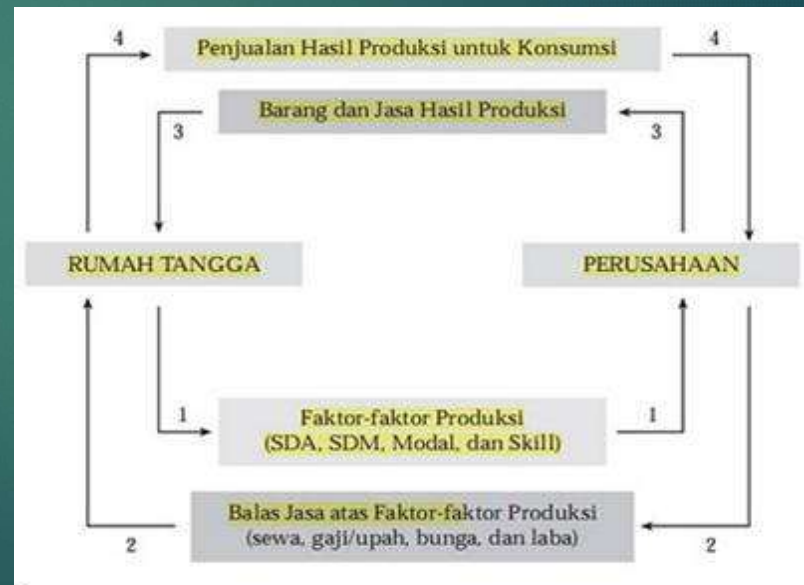 4
Penjualan Hasil Produksi untuk Konsumsi
4
Barang dan Jasa Hasil Produksi
3
3
RUMAH TANGGA
PERUSAHAAN
1
Faktor-faktor Produksi
(SDA, SDM, Modal, dan Skill)
1
Balas Jasa atas Faktor-faktor Produksi
(sewa, gaji/upah, bunga, dan laba)
2
2